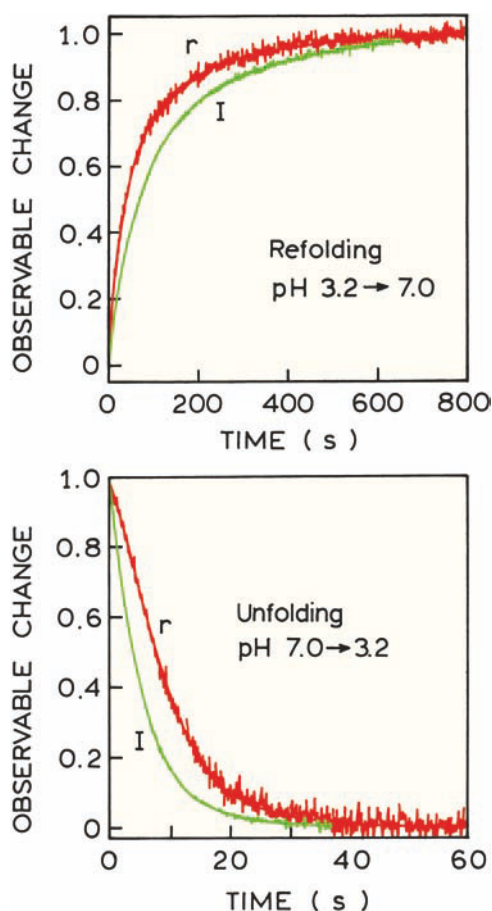 OBSERVABLE CHANGE
1.0
0.8
0.6
0.4
0.2
0
r
I
Refolding
pH 3.2→7.0
0 200 400 600 800
TIME (s)
OBSERVABLE CHANGE
1.0
0.8
0.6
0.4
0.2
0
r
I
Unfolding
pH 7.0→3.2
0 20 40 60
TIME (s)